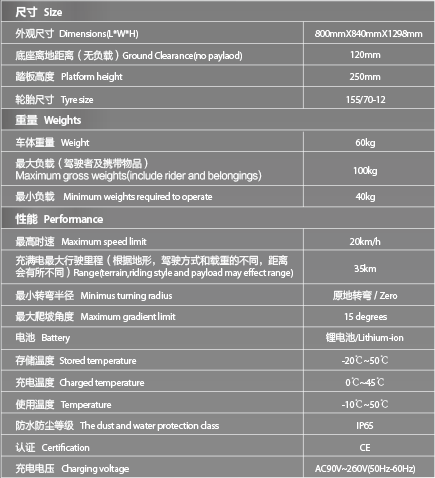 尺寸 Size
外观尺寸 Dimensions(L*W*H) 800mmX840mmX1298mm
底座离地距离（无负载）Ground Clearance(no paylaod) 120mm
踏板高度 Platform height 250mm
轮胎尺寸 Tyre size 155/70-12
重量 Weights
车体重量 Weight 60kg
最大负载（驾驶者及携带物品）
Maximum gross weights(include rider and belongings) 100kg
最小负载 Minimum weights required to operate 40kg
性能 Performance
最高时速 Maximum speed limit 20km/h
充满电最大行驶里程（根据地形，驾驶方式和载重的不同，距离
会有所不同）Range(terrain,riding style and payload may effect range) 35km
最小转弯半径 Minimus turning radius 原地转弯 / Zero
最大爬坡角度 Maximum gradient limit 15 degrees
电池 Battery 锂电池/Lithium-ion
存储温度 Stored temperature -20℃~50℃
充电温度 Charged temperature 0℃~45℃
使用温度 Temperature -10℃~50℃
防水防尘等级 The dust and water protection class IP65
认证 Certification CE
充电电压 Charging voltage AC90V~260V(50Hz-60Hz)